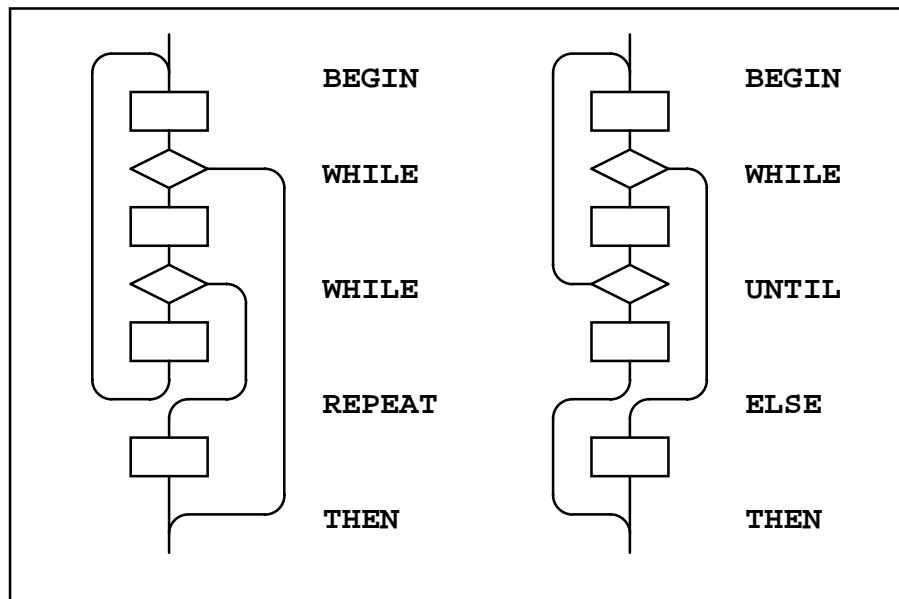 BEGIN
WHILE
WHILE
REPEAT
THEN
BEGIN
WHILE
UNTIL
ELSE
THEN